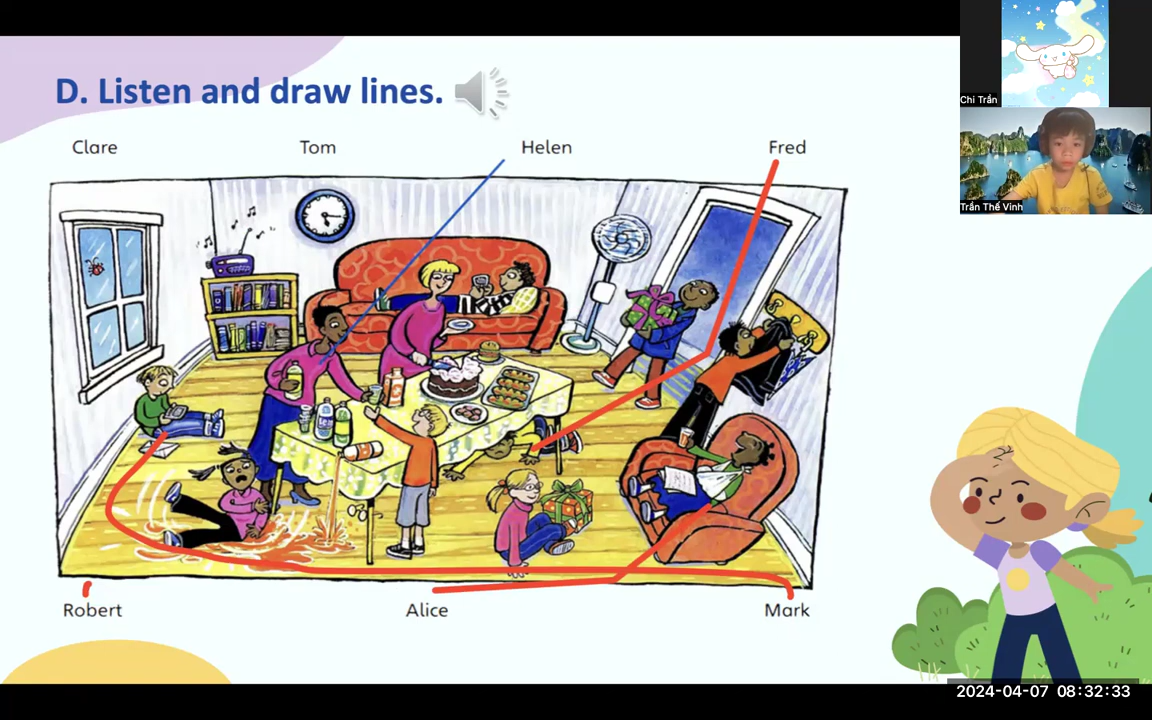 D. Listen and draw lines.
Clare Tom Helen Fred
Robert Alice Mark
Chi Trần
Trần Thế Vinh
2024-04-07 08:32:33